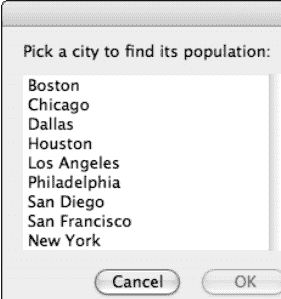 Pick a city to find its population:
Boston
Chicago
Dallas
Houston
Los Angeles
Philadelphia
San Diego
San Francisco
New York
Cancel
OK